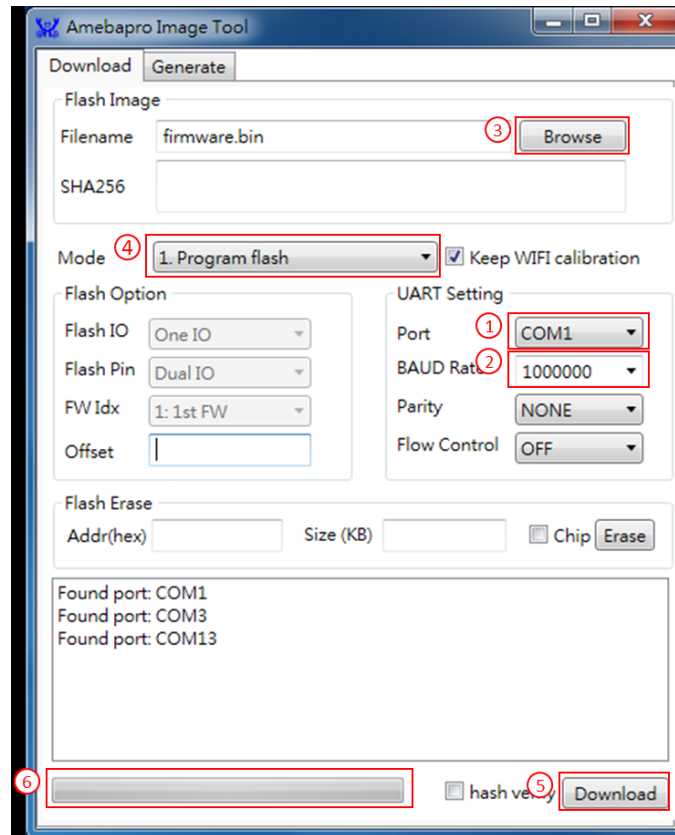 Amebapro Image Tool
Download Generate
Flash Image
Filename firmware.bin ③ Browse
SHA256
Mode ④ 1. Program flash Keep WIFI calibration
Flash Option UART Setting
Flash IO One IO Port ① COM1
Flash Pin Dual IO BAUD Rate ② 1000000
FW Idx 1: 1st FW Parity NONE
Offset Flow Control OFF
Flash Erase
Addr(hex) Size (KB) Chip Erase
Found port: COM1
Found port: COM3
Found port: COM13
⑥ hash verify ⑤ Download